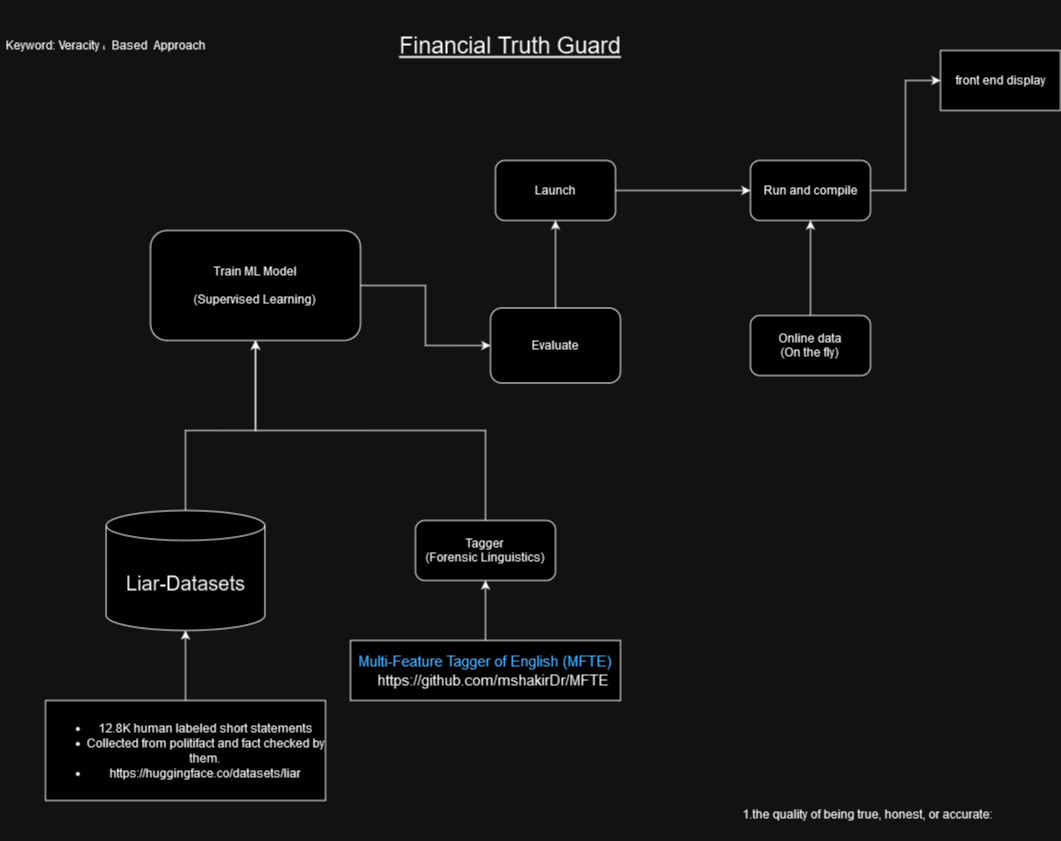 Keyword: Veracity , Based Approach
Financial Truth Guard
front end display
Launch
Run and compile
Train ML Model
(Supervised Learning)
Evaluate
Online data
(On the fly)
Liar-Datasets
Tagger
(Forensic Linguistics)
Multi-Feature Tagger of English (MFTE)
https://github.com/mshakirDr/MFTE
• 12.8K human labeled short statements
• Collected from politifact and fact checked by
them.
• https://huggingface.co/datasets/liar
1.the quality of being true, honest, or accurate: